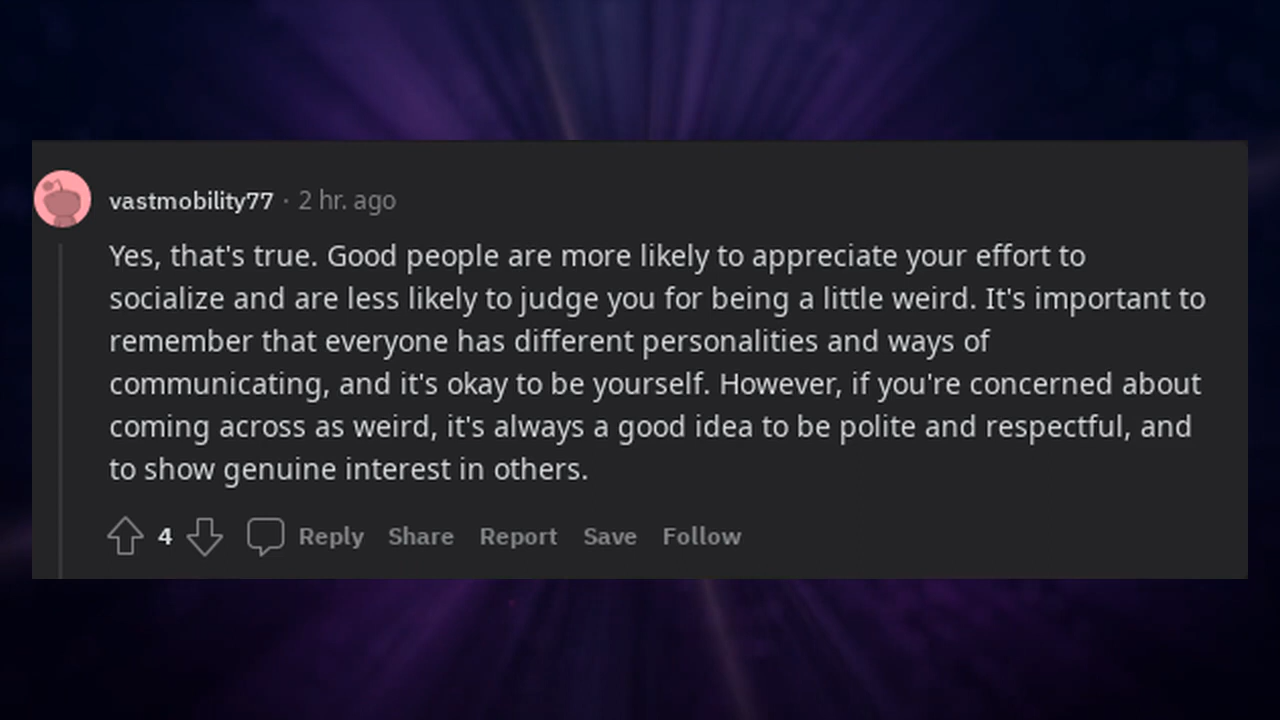 vastmobility77 · 2 hr. ago
Yes, that's true. Good people are more likely to appreciate your effort to
socialize and are less likely to judge you for being a little weird. It's important to
remember that everyone has different personalities and ways of
communicating, and it's okay to be yourself. However, if you're concerned about
coming across as weird, it's always a good idea to be polite and respectful, and
to show genuine interest in others.
4 Reply Share Report Save Follow